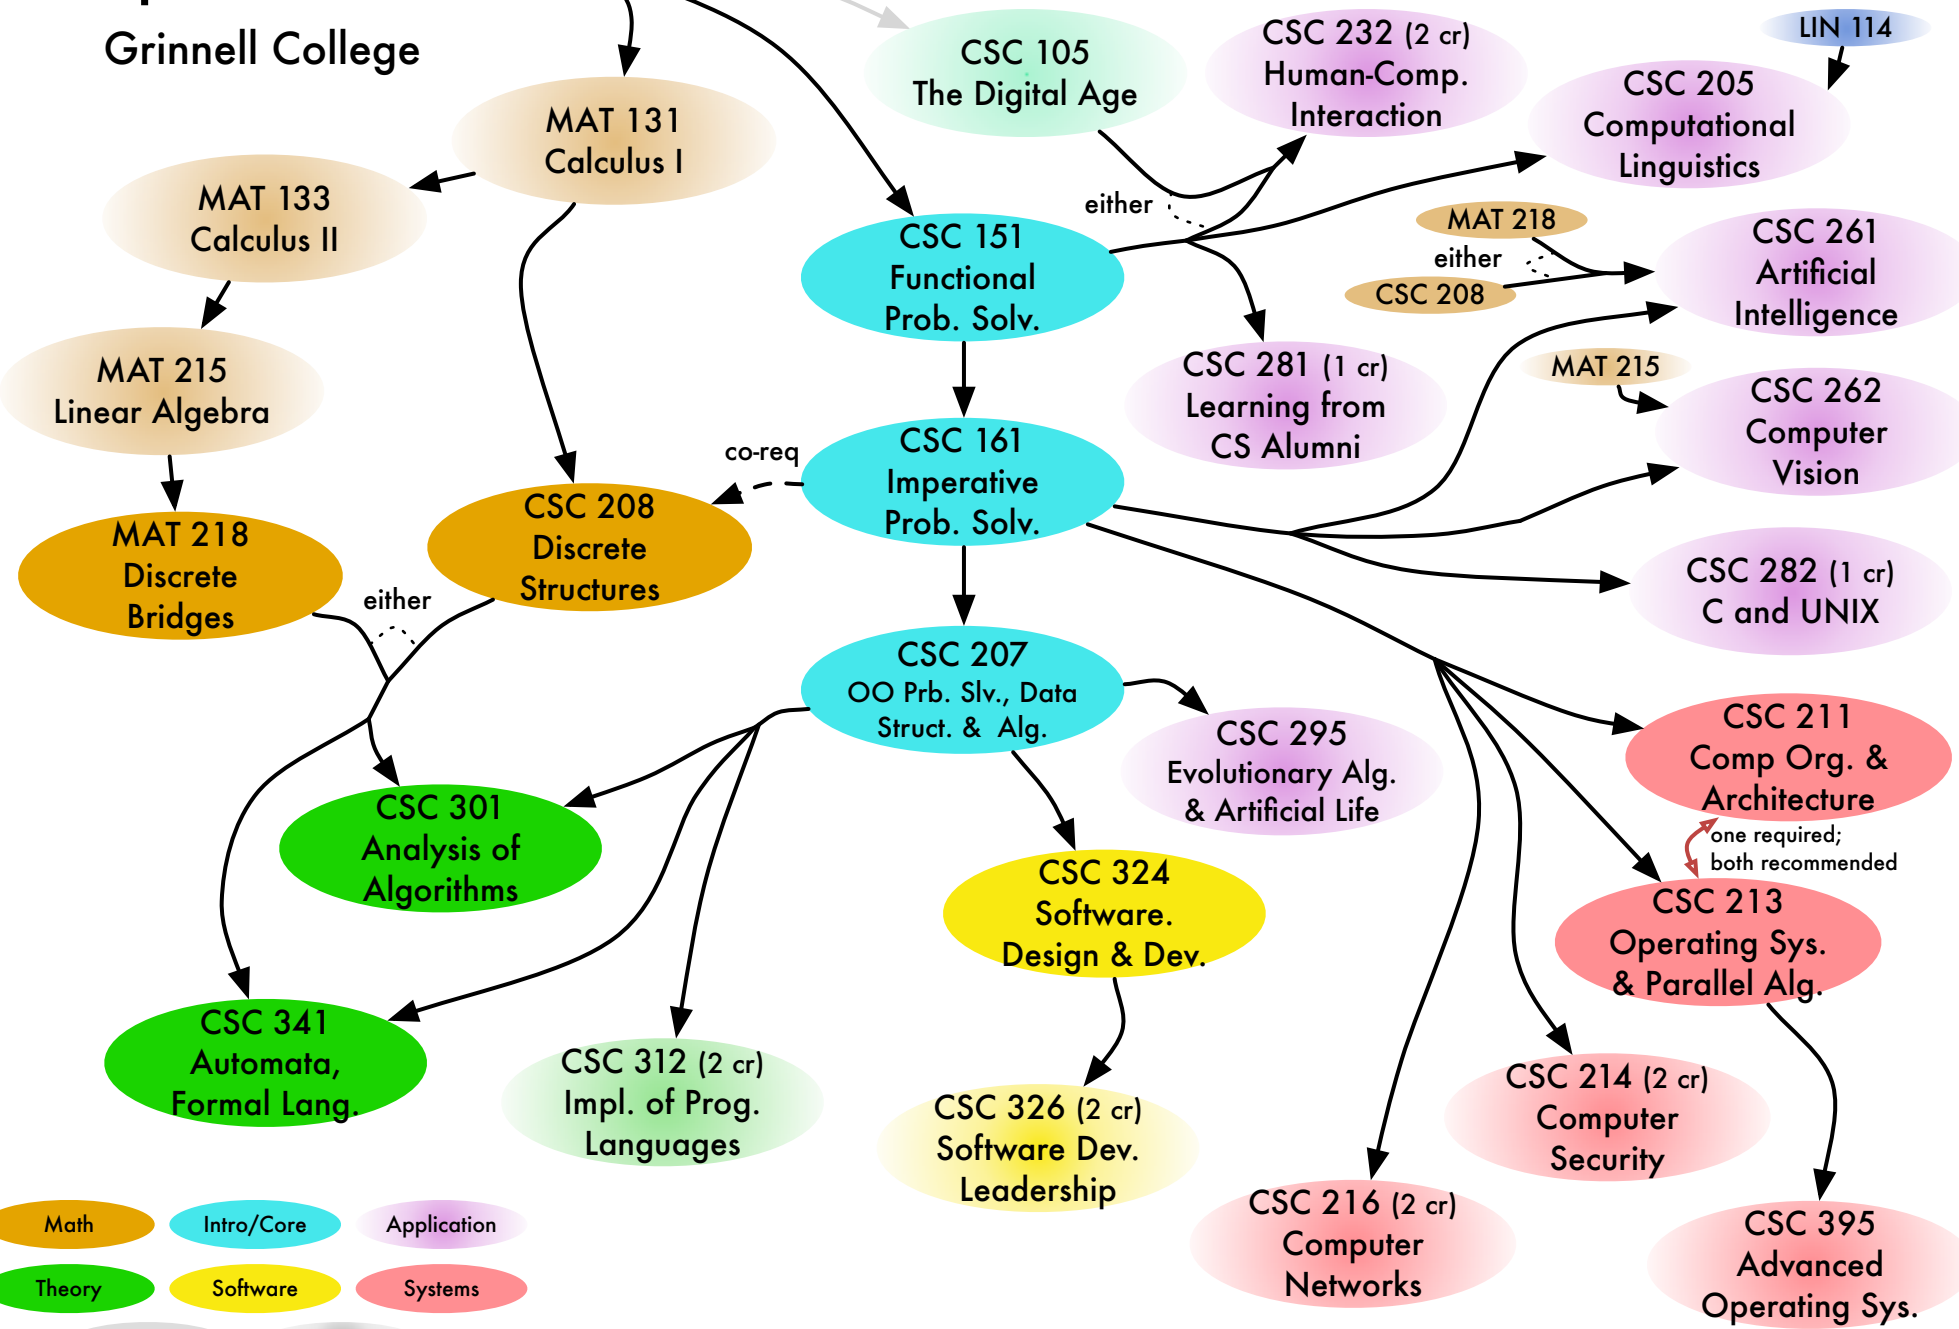 Grinnell College
CSC 105
The Digital Age
CSC 232 (2 cr)
Human-Comp.
Interaction
LIN 114
CSC 205
Computational
Linguistics
MAT 131
Calculus I
MAT 133
Calculus II
either
CSC 151
Functional
Prob. Solv.
MAT 218
either
CSC 208
CSC 261
Artificial
Intelligence
MAT 215
Linear Algebra
CSC 281 (1 cr)
Learning from
CS Alumni
MAT 215
CSC 262
Computer
Vision
co-req
CSC 161
Imperative
Prob. Solv.
CSC 208
Discrete
Structures
MAT 218
Discrete
Bridges
either
CSC 282 (1 cr)
C and UNIX
CSC 207
OO Prb. Slv., Data
Struct. & Alg.
CSC 295
Evolutionary Alg.
& Artificial Life
CSC 211
Comp Org. &
Architecture
one required;
both recommended
CSC 301
Analysis of
Algorithms
CSC 324
Software.
Design & Dev.
CSC 213
Operating Sys.
& Parallel Alg.
CSC 341
Automata,
Formal Lang.
CSC 312 (2 cr)
Impl. of Prog.
Languages
CSC 326 (2 cr)
Software Dev.
Leadership
CSC 214 (2 cr)
Computer
Security
CSC 216 (2 cr)
Computer
Networks
CSC 395
Advanced
Operating Sys.
Math
Intro/Core
Application
Theory
Software
Systems